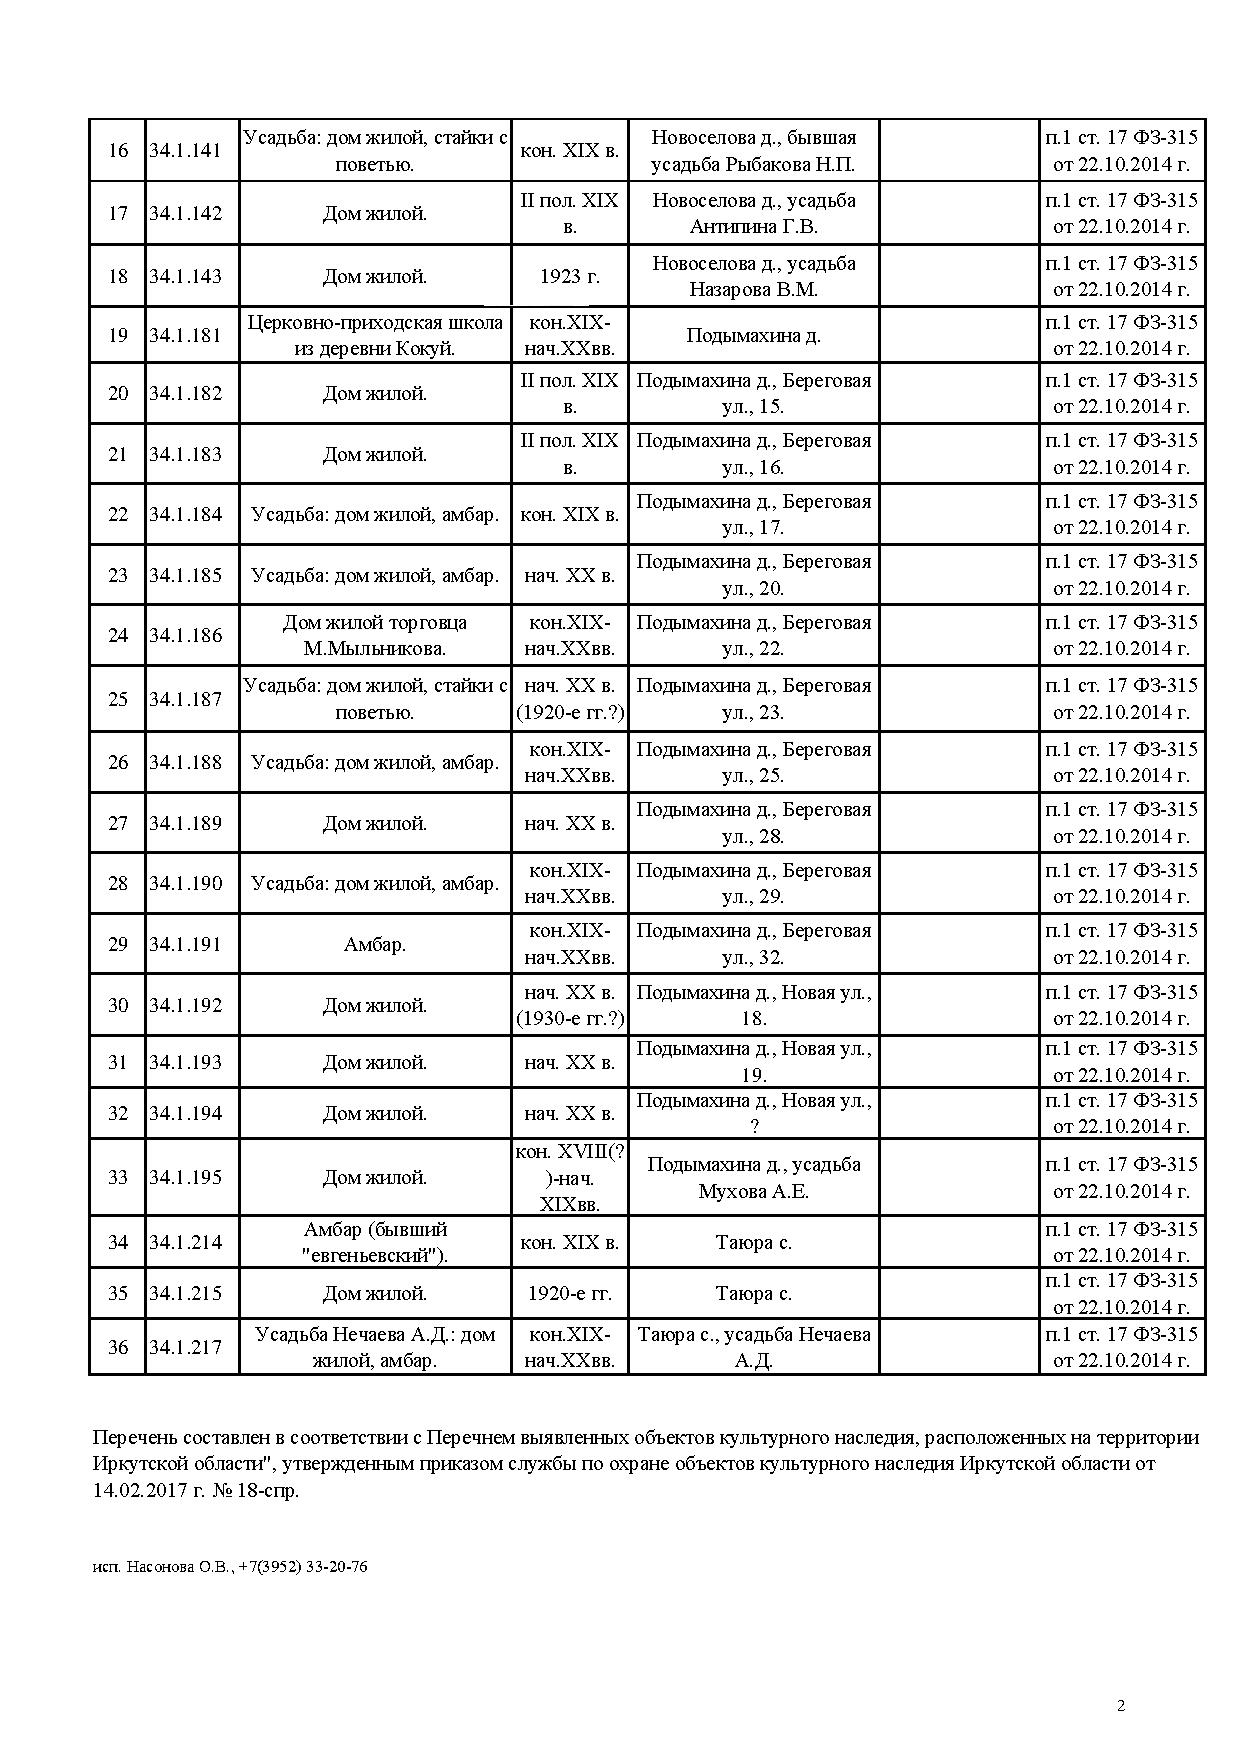 16 34.1.141 Усадьба: дом жилой, стайки с поветью. кон. XIX в. Новоселова д., бывшая усадьба Рыбакова Н.П. п.1 ст. 17 ФЗ-315 от 22.10.2014 г.
17 34.1.142 Дом жилой. II пол. XIX в. Новоселова д., усадьба Антипина Г.В. п.1 ст. 17 ФЗ-315 от 22.10.2014 г.
18 34.1.143 Дом жилой. 1923 г. Новоселова д., усадьба Назарова В.М. п.1 ст. 17 ФЗ-315 от 22.10.2014 г.
19 34.1.181 Церковно-приходская школа из деревни Кокуй. кон.XIX-нач.XXвв. Подымахина д. п.1 ст. 17 ФЗ-315 от 22.10.2014 г.
20 34.1.182 Дом жилой. II пол. XIX в. Подымахина д., Береговая ул., 15. п.1 ст. 17 ФЗ-315 от 22.10.2014 г.
21 34.1.183 Дом жилой. II пол. XIX в. Подымахина д., Береговая ул., 16. п.1 ст. 17 ФЗ-315 от 22.10.2014 г.
22 34.1.184 Усадьба: дом жилой, амбар. кон. XIX в. Подымахина д., Береговая ул., 17. п.1 ст. 17 ФЗ-315 от 22.10.2014 г.
23 34.1.185 Усадьба: дом жилой, амбар. нач. XX в. Подымахина д., Береговая ул., 20. п.1 ст. 17 ФЗ-315 от 22.10.2014 г.
24 34.1.186 Дом жилой торговца М.Мыльникова. кон.XIX-нач.XXвв. Подымахина д., Береговая ул., 22. п.1 ст. 17 ФЗ-315 от 22.10.2014 г.
25 34.1.187 Усадьба: дом жилой, стайки с поветью. нач. XX в. (1920-е гг.?) Подымахина д., Береговая ул., 23. п.1 ст. 17 ФЗ-315 от 22.10.2014 г.
26 34.1.188 Усадьба: дом жилой, амбар. кон.XIX-нач.XXвв. Подымахина д., Береговая ул., 25. п.1 ст. 17 ФЗ-315 от 22.10.2014 г.
27 34.1.189 Дом жилой. нач. XX в. Подымахина д., Береговая ул., 28. п.1 ст. 17 ФЗ-315 от 22.10.2014 г.
28 34.1.190 Усадьба: дом жилой, амбар. кон.XIX-нач.XXвв. Подымахина д., Береговая ул., 29. п.1 ст. 17 ФЗ-315 от 22.10.2014 г.
29 34.1.191 Амбар. кон.XIX-нач.XXвв. Подымахина д., Береговая ул., 32. п.1 ст. 17 ФЗ-315 от 22.10.2014 г.
30 34.1.192 Дом жилой. нач. XX в. (1930-е гг.?) Подымахина д., Новая ул., 18. п.1 ст. 17 ФЗ-315 от 22.10.2014 г.
31 34.1.193 Дом жилой. нач. XX в. Подымахина д., Новая ул., 19. п.1 ст. 17 ФЗ-315 от 22.10.2014 г.
32 34.1.194 Дом жилой. нач. XX в. Подымахина д., Новая ул., ? п.1 ст. 17 ФЗ-315 от 22.10.2014 г.
33 34.1.195 Дом жилой. кон. XVIII(?)-нач. XIXвв. Подымахина д., усадьба Мухова А.Е. п.1 ст. 17 ФЗ-315 от 22.10.2014 г.
34 34.1.214 Амбар (бывший "евгеньевский"). кон. XIX в. Таюра с. п.1 ст. 17 ФЗ-315 от 22.10.2014 г.
35 34.1.215 Дом жилой. 1920-е гг. Таюра с. п.1 ст. 17 ФЗ-315 от 22.10.2014 г.
36 34.1.217 Усадьба Нечаева А.Д.: дом жилой, амбар. кон.XIX-нач.XXвв. Таюра с., усадьба Нечаева А.Д. п.1 ст. 17 ФЗ-315 от 22.10.2014 г.
Перечень составлен в соответствии с Перечнем выявленных объектов культурного наследия, расположенных на территории
Иркутской области", утвержденным приказом службы по охране объектов культурного наследия Иркутской области от
14.02.2017 г. № 18-спр.
исп. Насонова О.В., +7(3952) 33-20-76
2